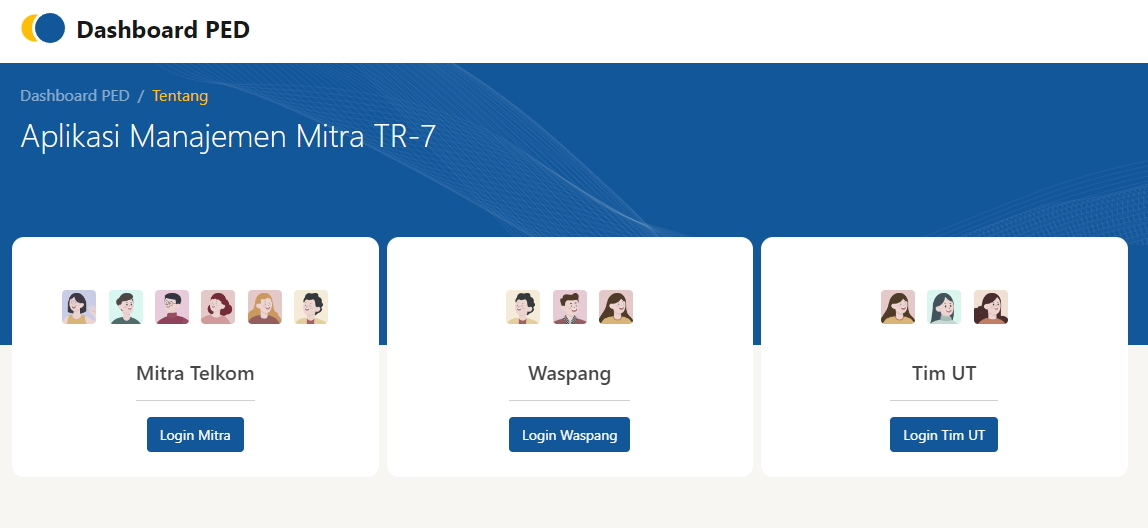 Dashboard PED
Dashboard PED / Tentang
Aplikasi Manajemen Mitra TR-7
Mitra Telkom
Login Mitra
Waspang
Login Waspang
Tim UT
Login Tim UT